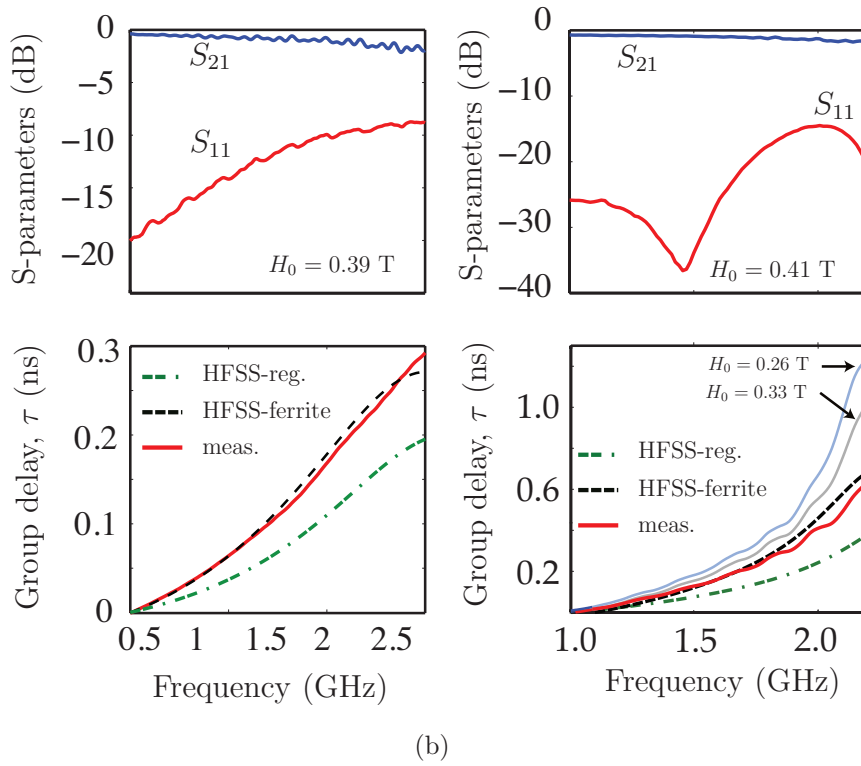 S-parameters (dB)
0
−5
−10
−15
−20
S21
S11
H0 = 0.39 T
S-parameters (dB)
0
−10
−20
−30
−40
S21
S11
H0 = 0.41 T
Group delay, τ (ns)
0.3
0.2
0.1
0
HFSS-reg.
HFSS-ferrite
meas.
0.5 1 1.5 2 2.5
Frequency (GHz)
Group delay, τ (ns)
1.0
0.6
0.2
H0 = 0.26 T
H0 = 0.33 T
HFSS-reg.
HFSS-ferrite
meas.
1.0 1.5 2.0
Frequency (GHz)
(b)